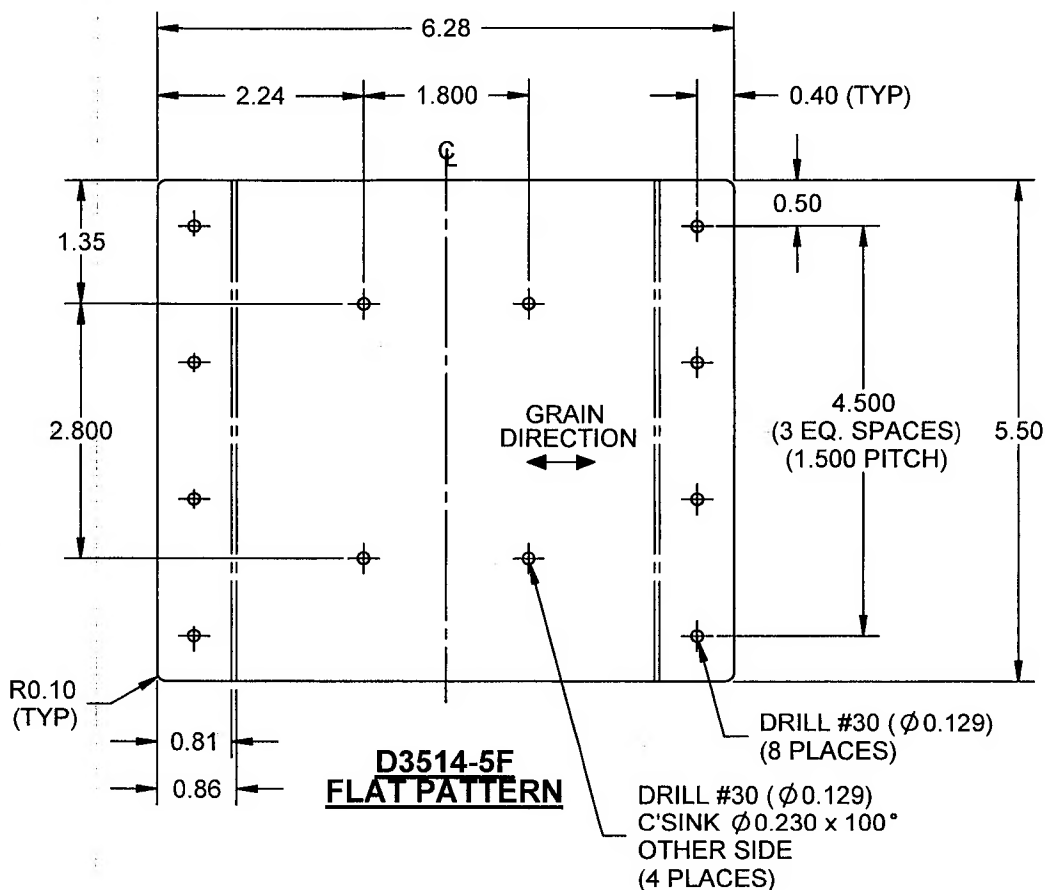 6.28
2.24
1.800
0.40 (TYP)
℄
0.50
1.35
2.800
GRAIN
DIRECTION
4.500
(3 EQ. SPACES)
(1.500 PITCH)
5.50
R0.10
(TYP)
0.81
0.86
D3514-5F
FLAT PATTERN
DRILL #30 (Ø0.129)
(8 PLACES)
DRILL #30 (Ø0.129)
C'SINK Ø0.230 x 100°
OTHER SIDE
(4 PLACES)